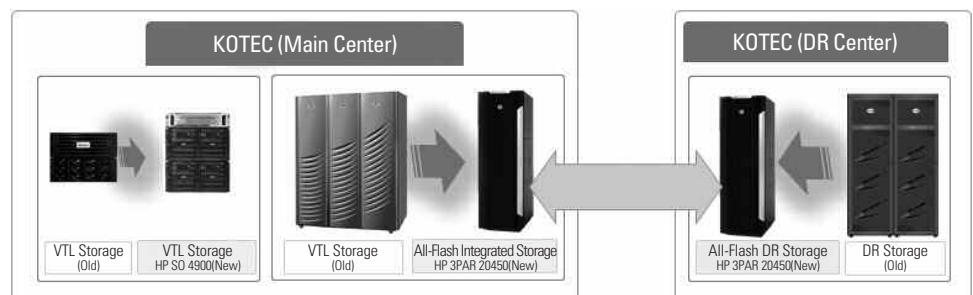 KOTEC (Main Center)
VTL Storage
(Old)
VTL Storage
HP SO 4900(New)
VTL Storage
(Old)
All-Flash Integrated Storage
HP 3PAR 20450(New)
KOTEC (DR Center)
All-Flash DR Storage
HP 3PAR 20450(New)
DR Storage
(Old)